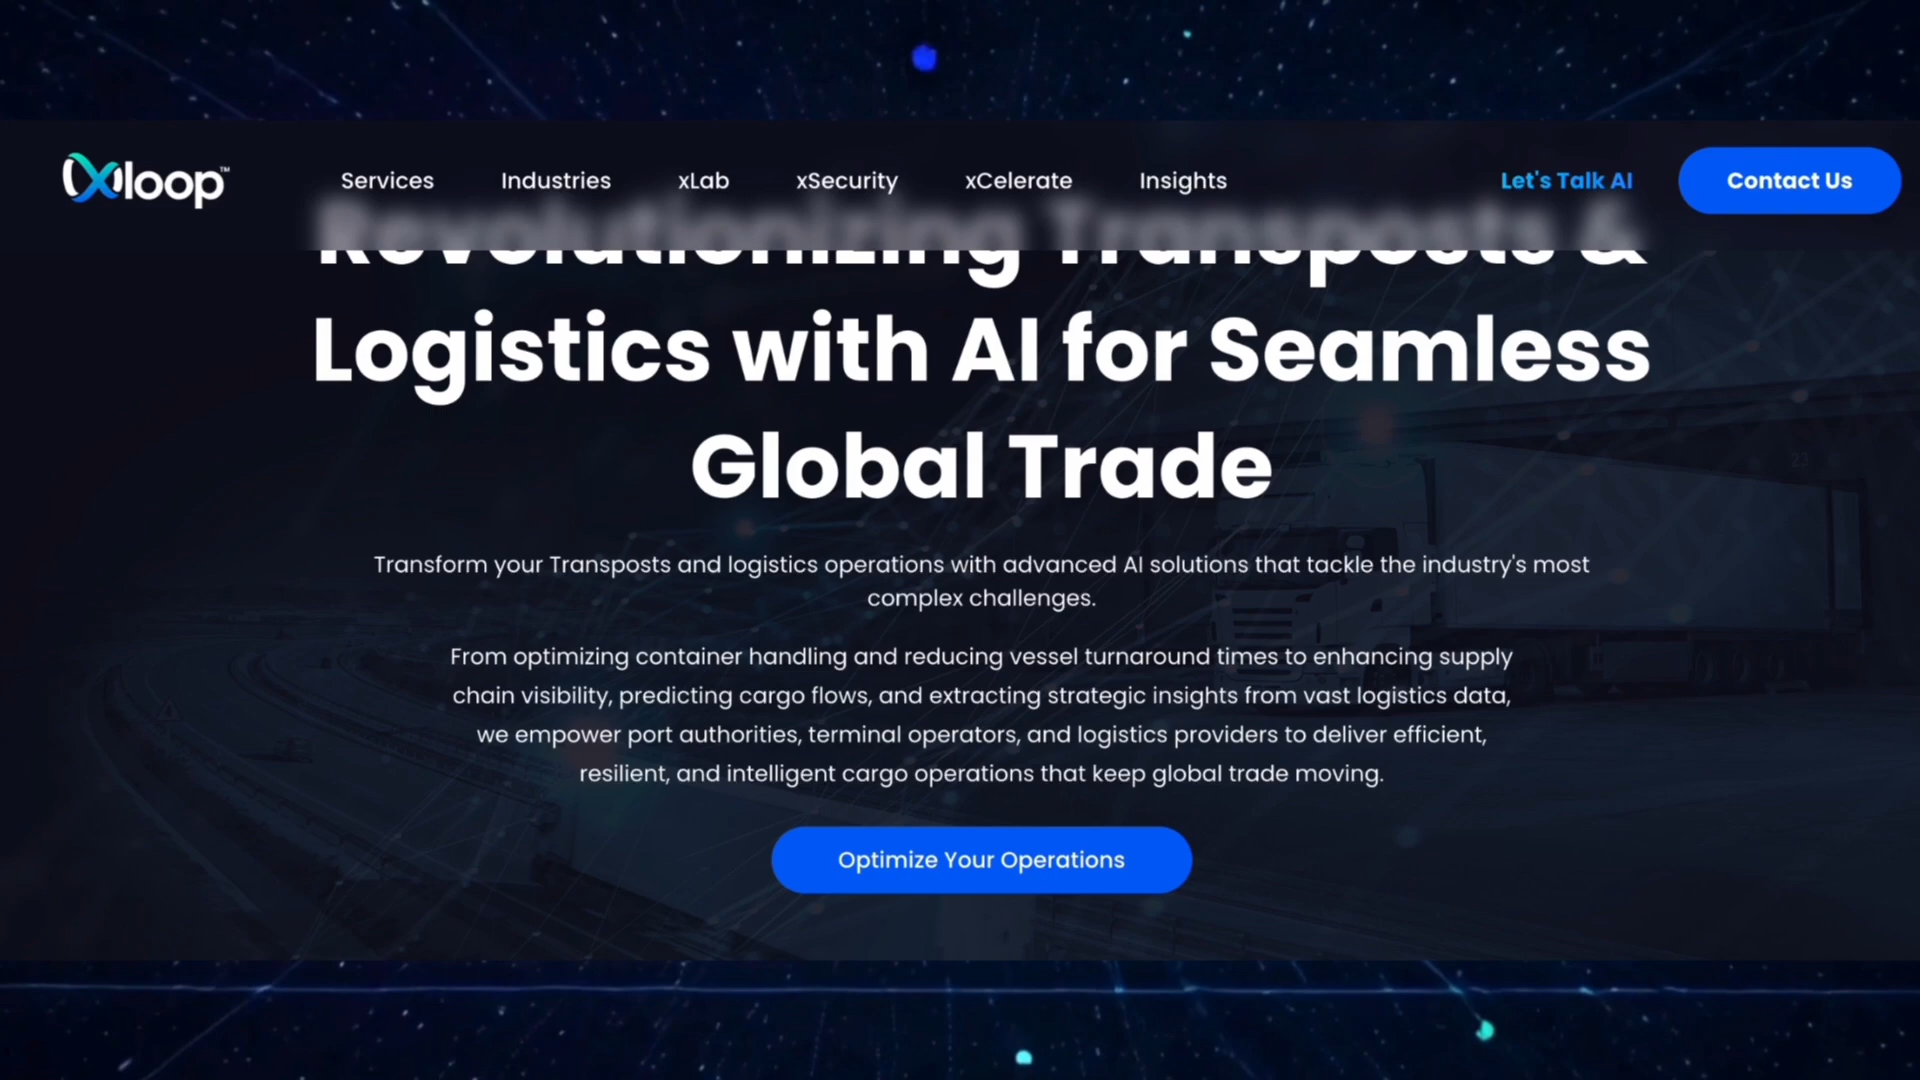 xloop™
Services Industries xLab xSecurity xCelerate Insights Let's Talk AI Contact Us
Revolutionizing Transposts &
Logistics with AI for Seamless
Global Trade
Transform your Transposts and logistics operations with advanced AI solutions that tackle the industry's most
complex challenges.
From optimizing container handling and reducing vessel turnaround times to enhancing supply
chain visibility, predicting cargo flows, and extracting strategic insights from vast logistics data,
we empower port authorities, terminal operators, and logistics providers to deliver efficient,
resilient, and intelligent cargo operations that keep global trade moving.
Optimize Your Operations
23